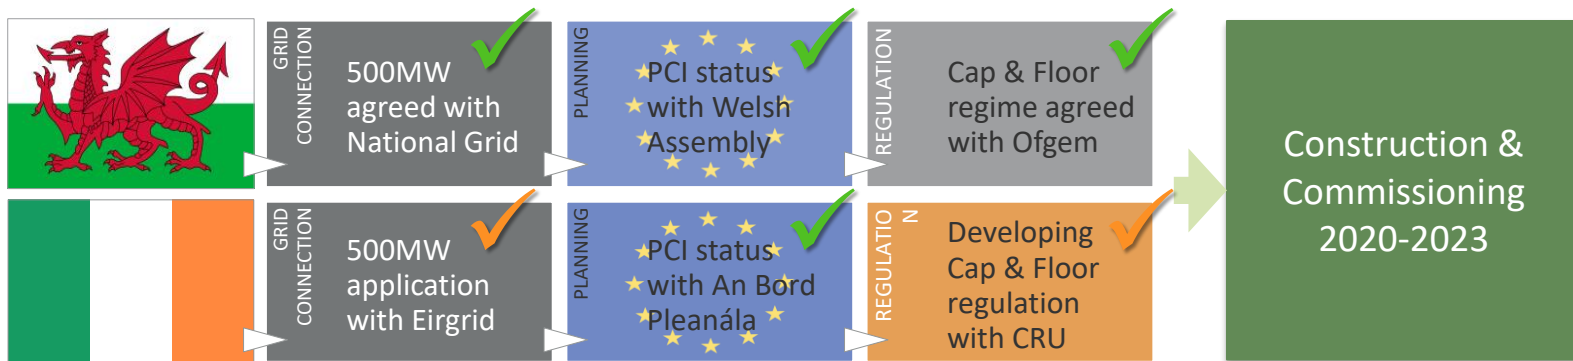 GRID
CONNECTION
500MW
agreed with
National Grid
PLANNING
PCI status
with Welsh
Assembly
REGULATION
Cap & Floor
regime agreed
with Ofgem
GRID
CONNECTION
500MW
application
with Eirgrid
PLANNING
PCI status
with An Bord
Pleanála
REGULATIO
N
Developing
Cap & Floor
regulation
with CRU
Construction &
Commissioning
2020-2023